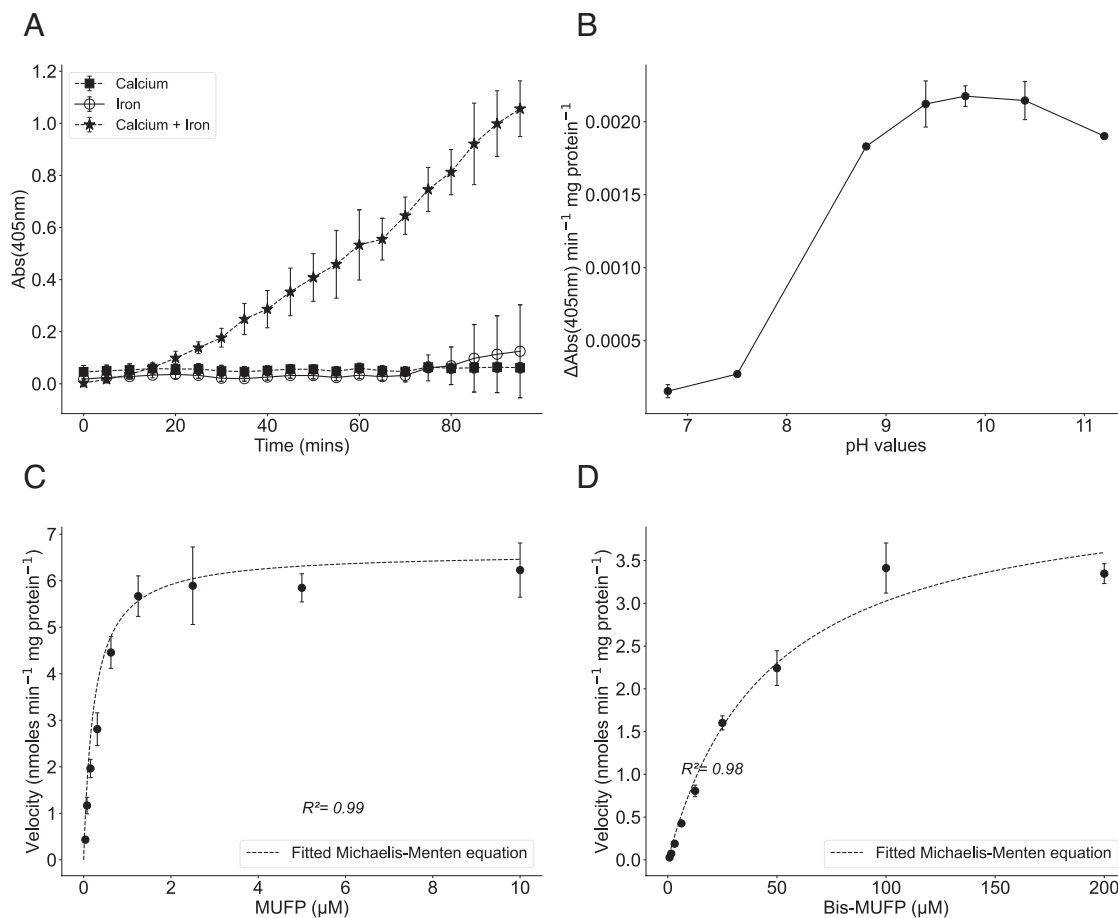 A
Calcium
Iron
Calcium + Iron
Abs(405nm)
1.2
1.0
0.8
0.6
0.4
0.2
0.0
0 20 40 60 80
Time (mins)
B
ΔAbs(405nm) min⁻¹ mg protein⁻¹
0.0020
0.0015
0.0010
0.0005
7 8 9 10 11
pH values
C
Velocity (nmoles min⁻¹ mg protein⁻¹)
7
6
5
4
3
2
1
0
R²= 0.99
Fitted Michaelis-Menten equation
0 2 4 6 8 10
MUFP (μM)
D
Velocity (nmoles min⁻¹ mg protein⁻¹)
3.5
3.0
2.5
2.0
1.5
1.0
0.5
0.0
R²= 0.98
Fitted Michaelis-Menten equation
0 50 100 150 200
Bis-MUFP (μM)